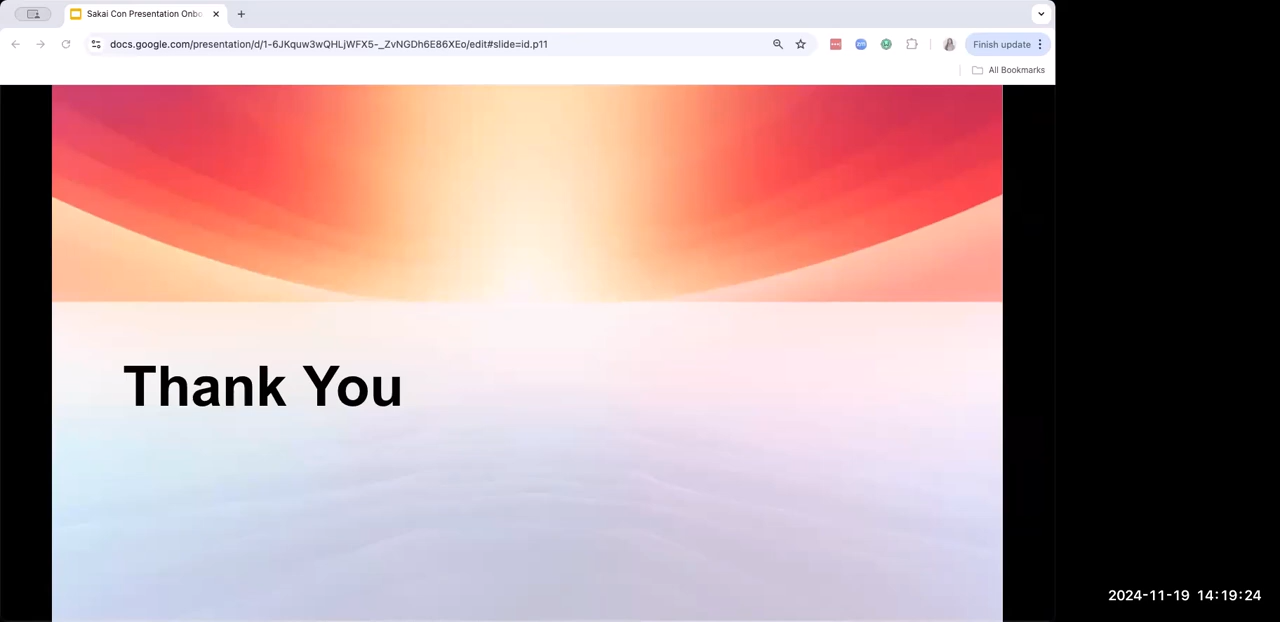 Sakai Con Presentation Onbo
docs.google.com/presentation/d/1-6JKquw3wQHLjWFX5-_ZvNGDh6E86XEo/edit#slide=id.p11
Finish update
All Bookmarks
Thank You
2024-11-19 14:19:24